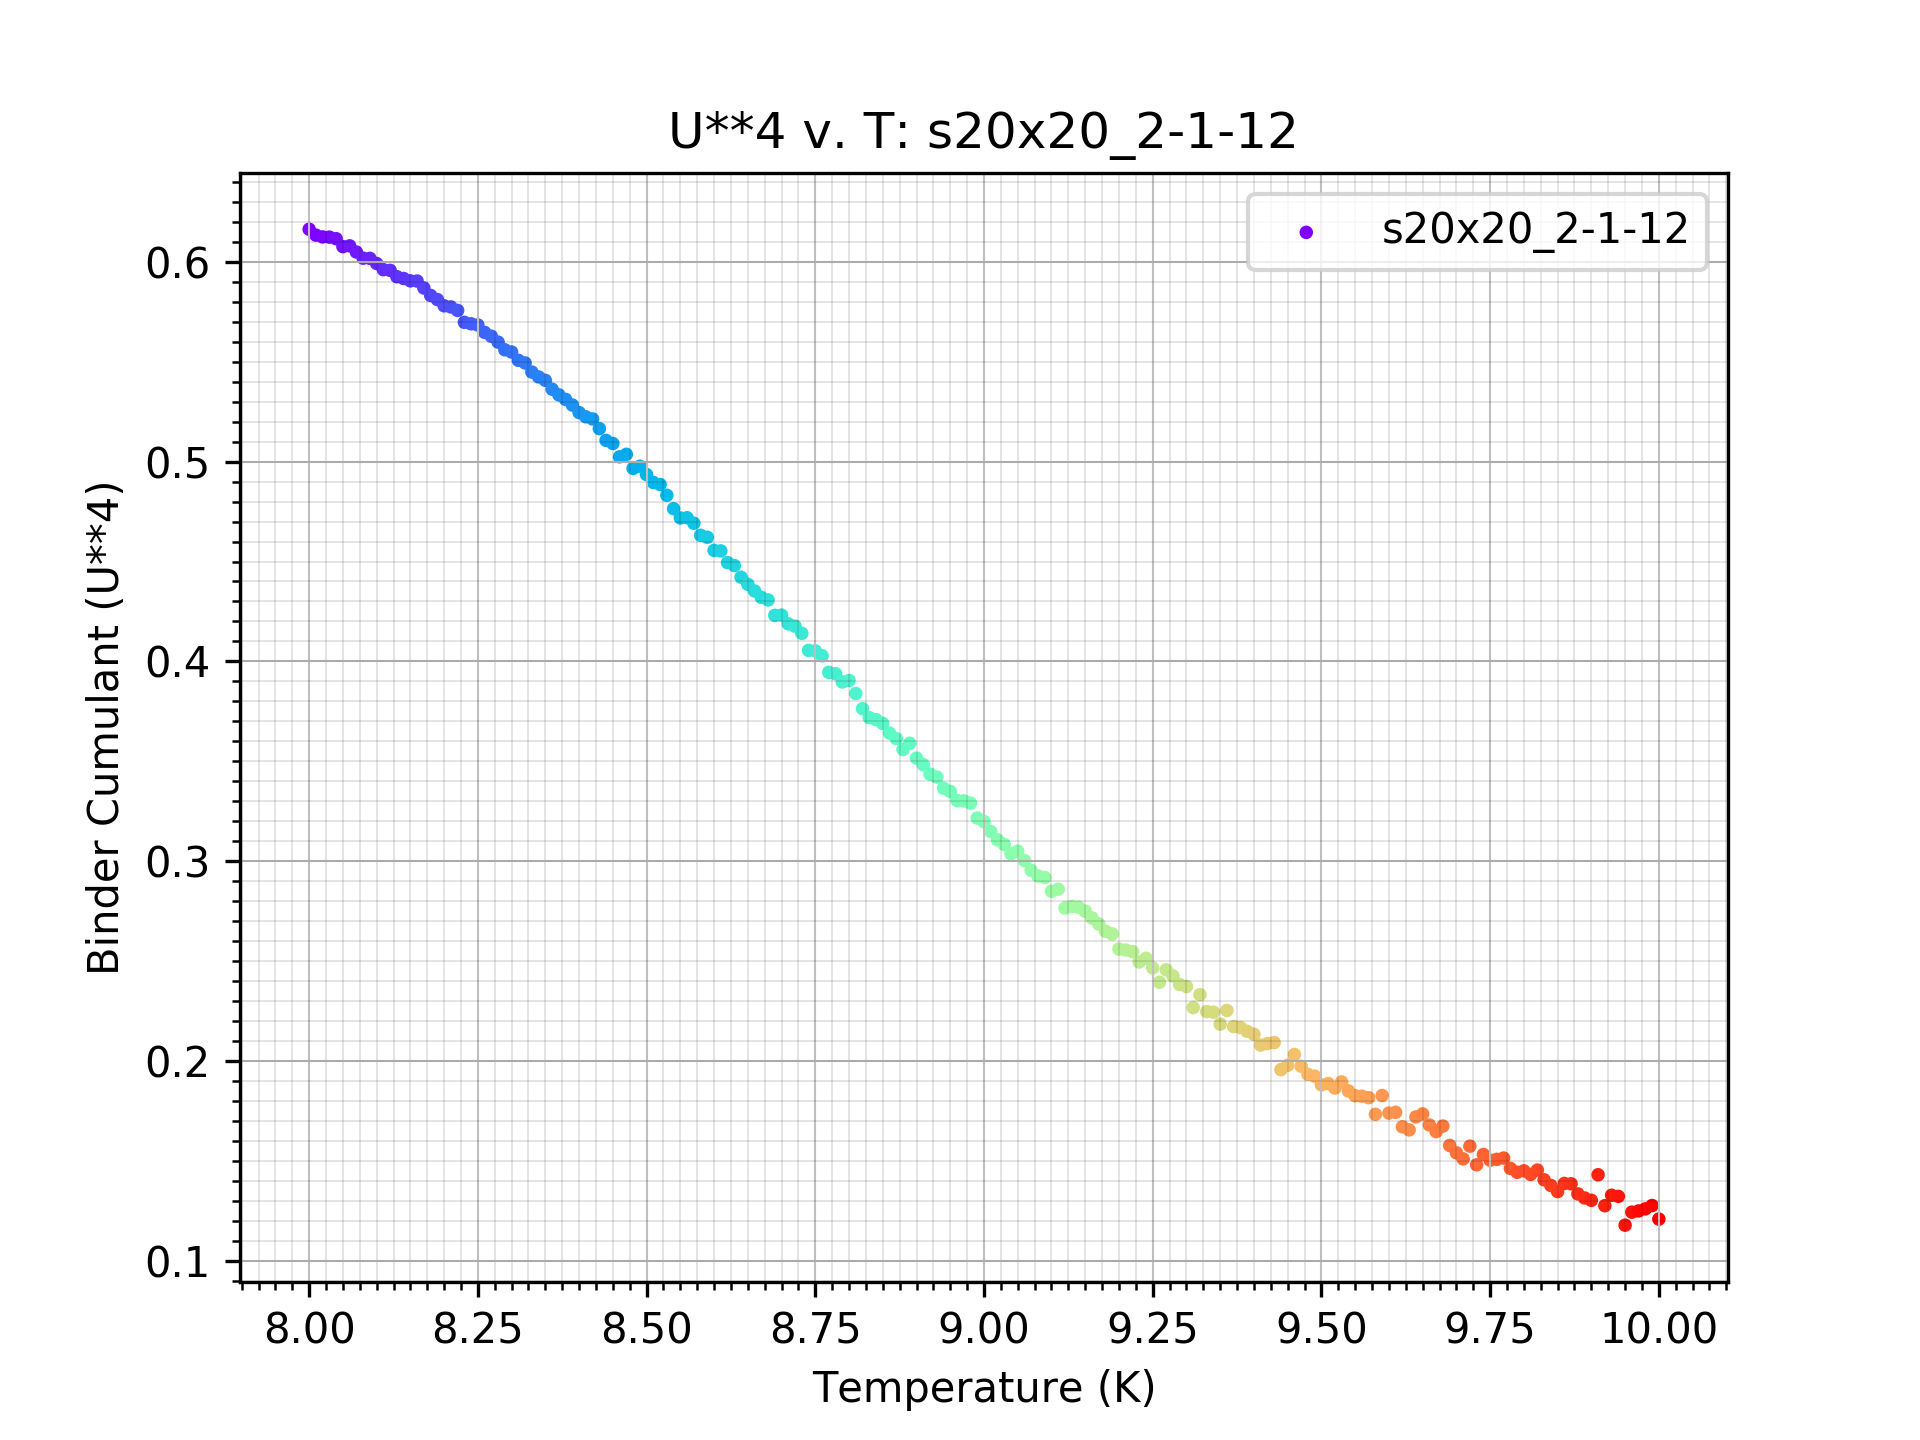 U**4 v. T: s20x20_2-1-12
s20x20_2-1-12
Binder Cumulant (U**4)
0.6
0.5
0.4
0.3
0.2
0.1
8.00 8.25 8.50 8.75 9.00 9.25 9.50 9.75 10.00
Temperature (K)